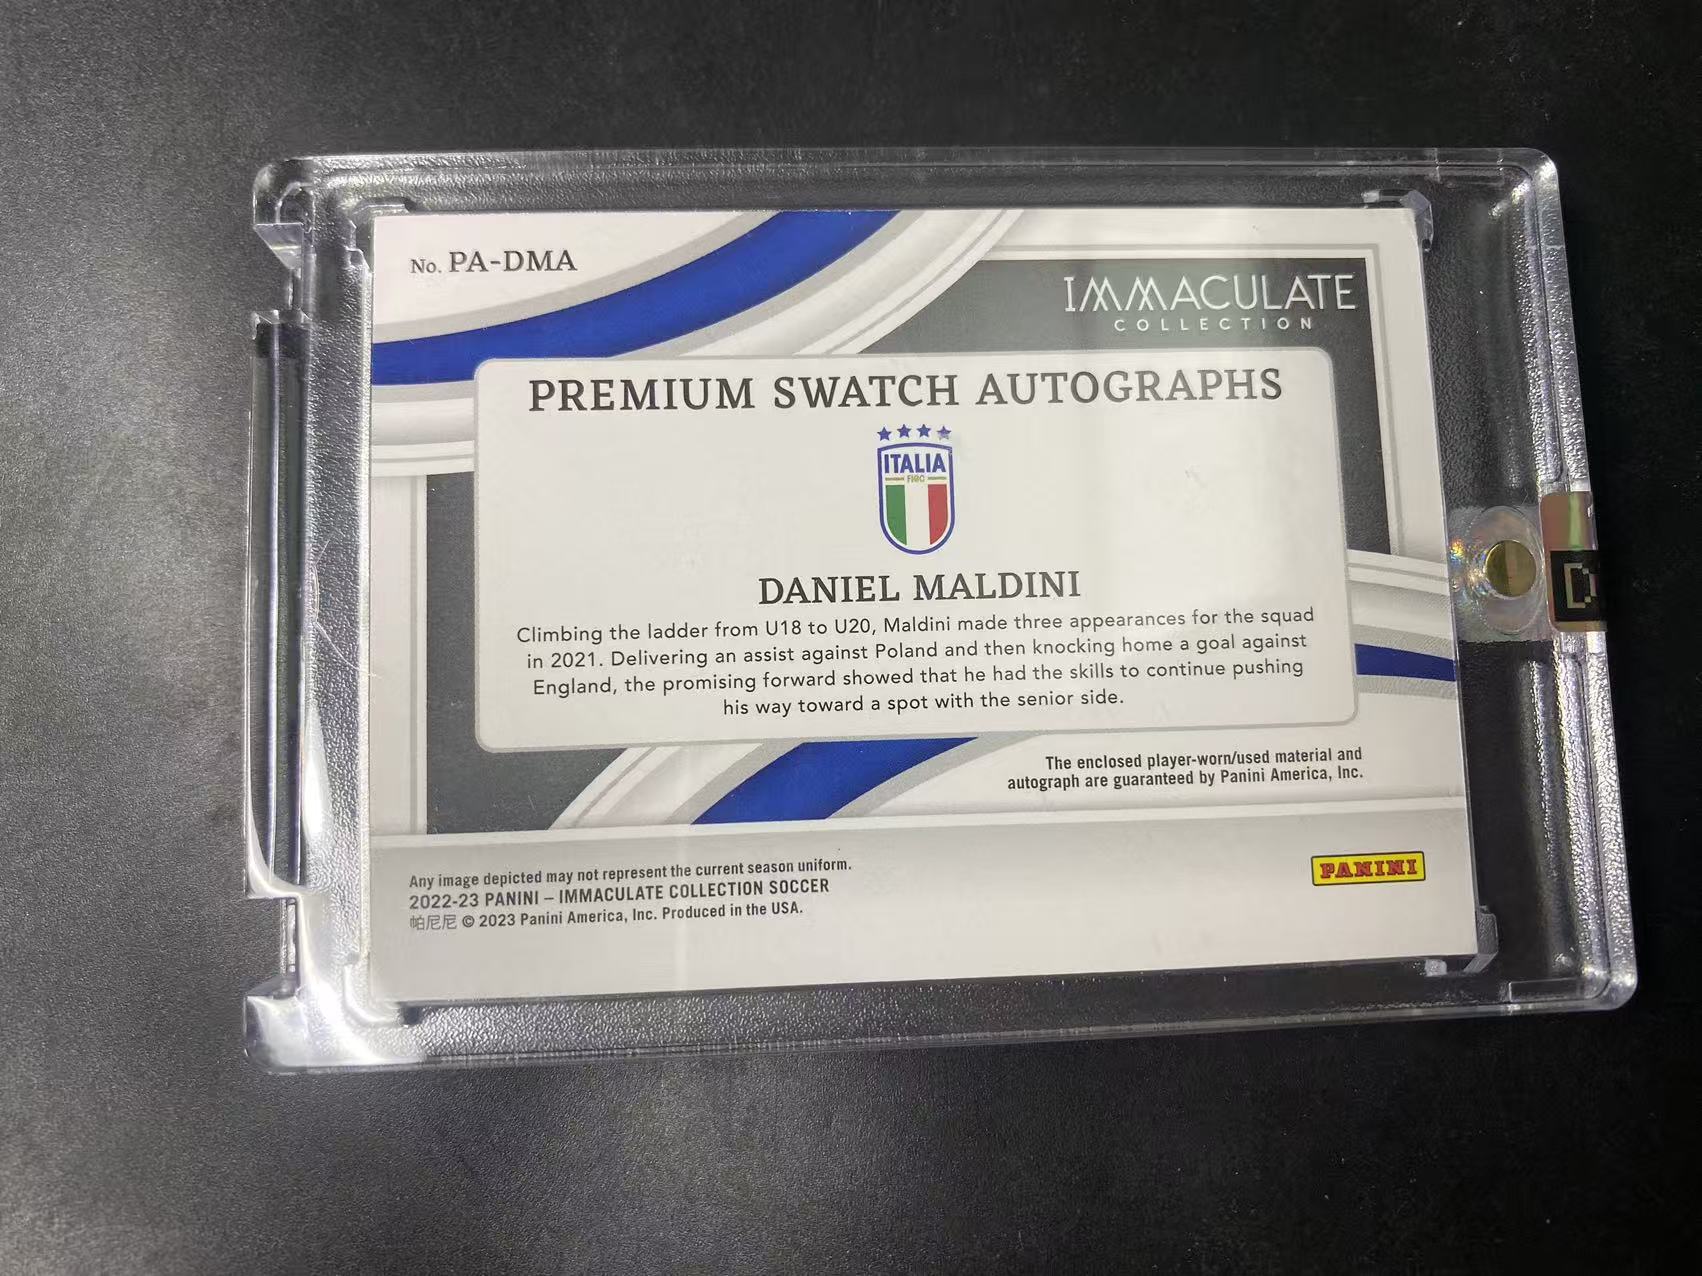 No. PA-DMA
IMMACULATE
COLLECTION
PREMIUM SWATCH AUTOGRAPHS
ITALIA
FIGC
DANIEL MALDINI
Climbing the ladder from U18 to U20, Maldini made three appearances for the squad
in 2021. Delivering an assist against Poland and then knocking home a goal against
England, the promising forward showed that he had the skills to continue pushing
his way toward a spot with the senior side.
The enclosed player-worn/used material and
autograph are guaranteed by Panini America, Inc.
Any image depicted may not represent the current season uniform.
2022-23 PANINI – IMMACULATE COLLECTION SOCCER
帕尼尼 © 2023 Panini America, Inc. Produced in the USA.
PANINI